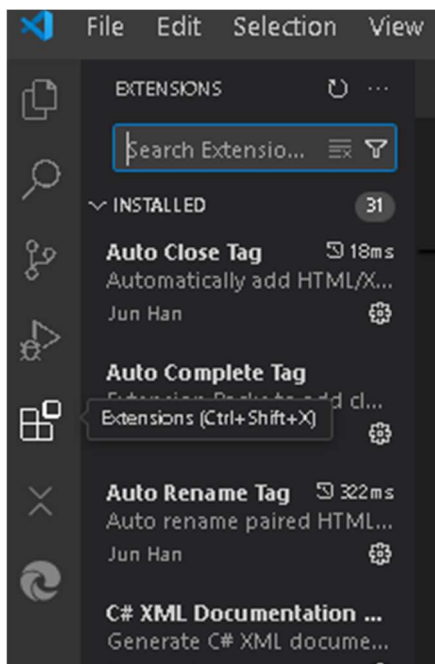 File Edit Selection View
EXTENSIONS
Search Extensio...
INSTALLED 31
Auto Close Tag 18ms
Automatically add HTML/X...
Jun Han
Auto Complete Tag
Extensions (Ctrl+Shift+X)
Auto Rename Tag 322ms
Auto rename paired HTML...
Jun Han
C# XML Documentation ...
Generate C# XML docume...